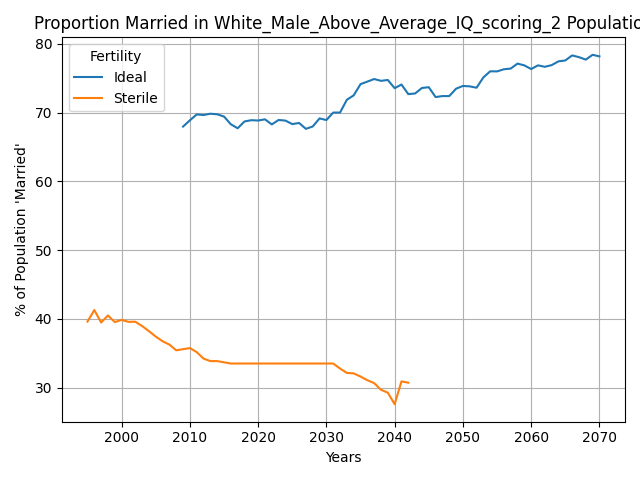 Proportion Married in White_Male_Above_Average_IQ_scoring_2 Populatio
Fertility
Ideal
Sterile
% of Population 'Married'
80
70
60
50
40
30
2000 2010 2020 2030 2040 2050 2060 2070
Years